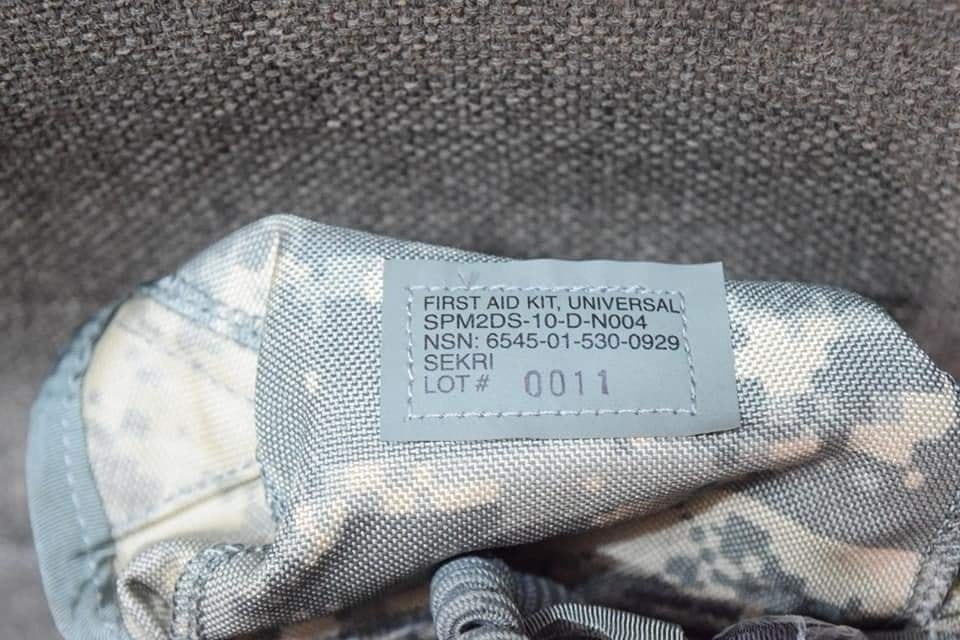 FIRST AID KIT, UNIVERSAL
SPM2DS-10-D-N004
NSN: 6545-01-530-0929
SEKRI
LOT # 0011